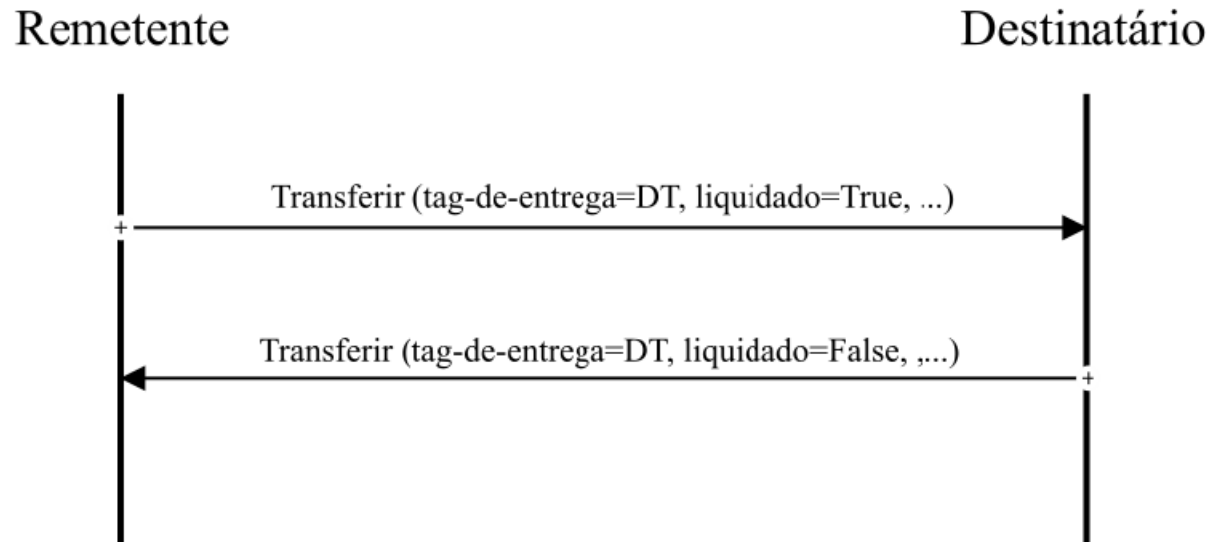 Remetente
Destinatário
Transferir (tag-de-entrega=DT, liquidado=True, ...)
+
Transferir (tag-de-entrega=DT, liquidado=False, ,...)
+